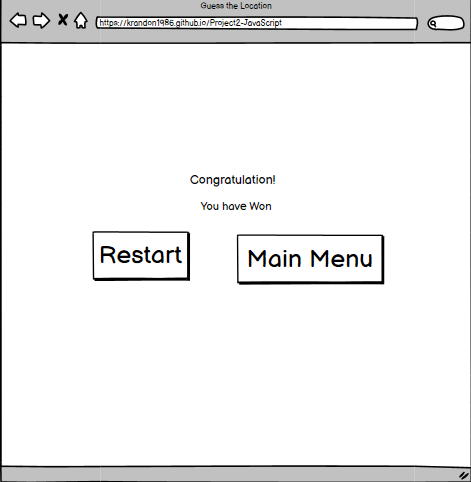 Guess the Location
https://krandon1986.github.io/Project2-JavaScript
Congratulation!
You have Won
Restart
Main Menu